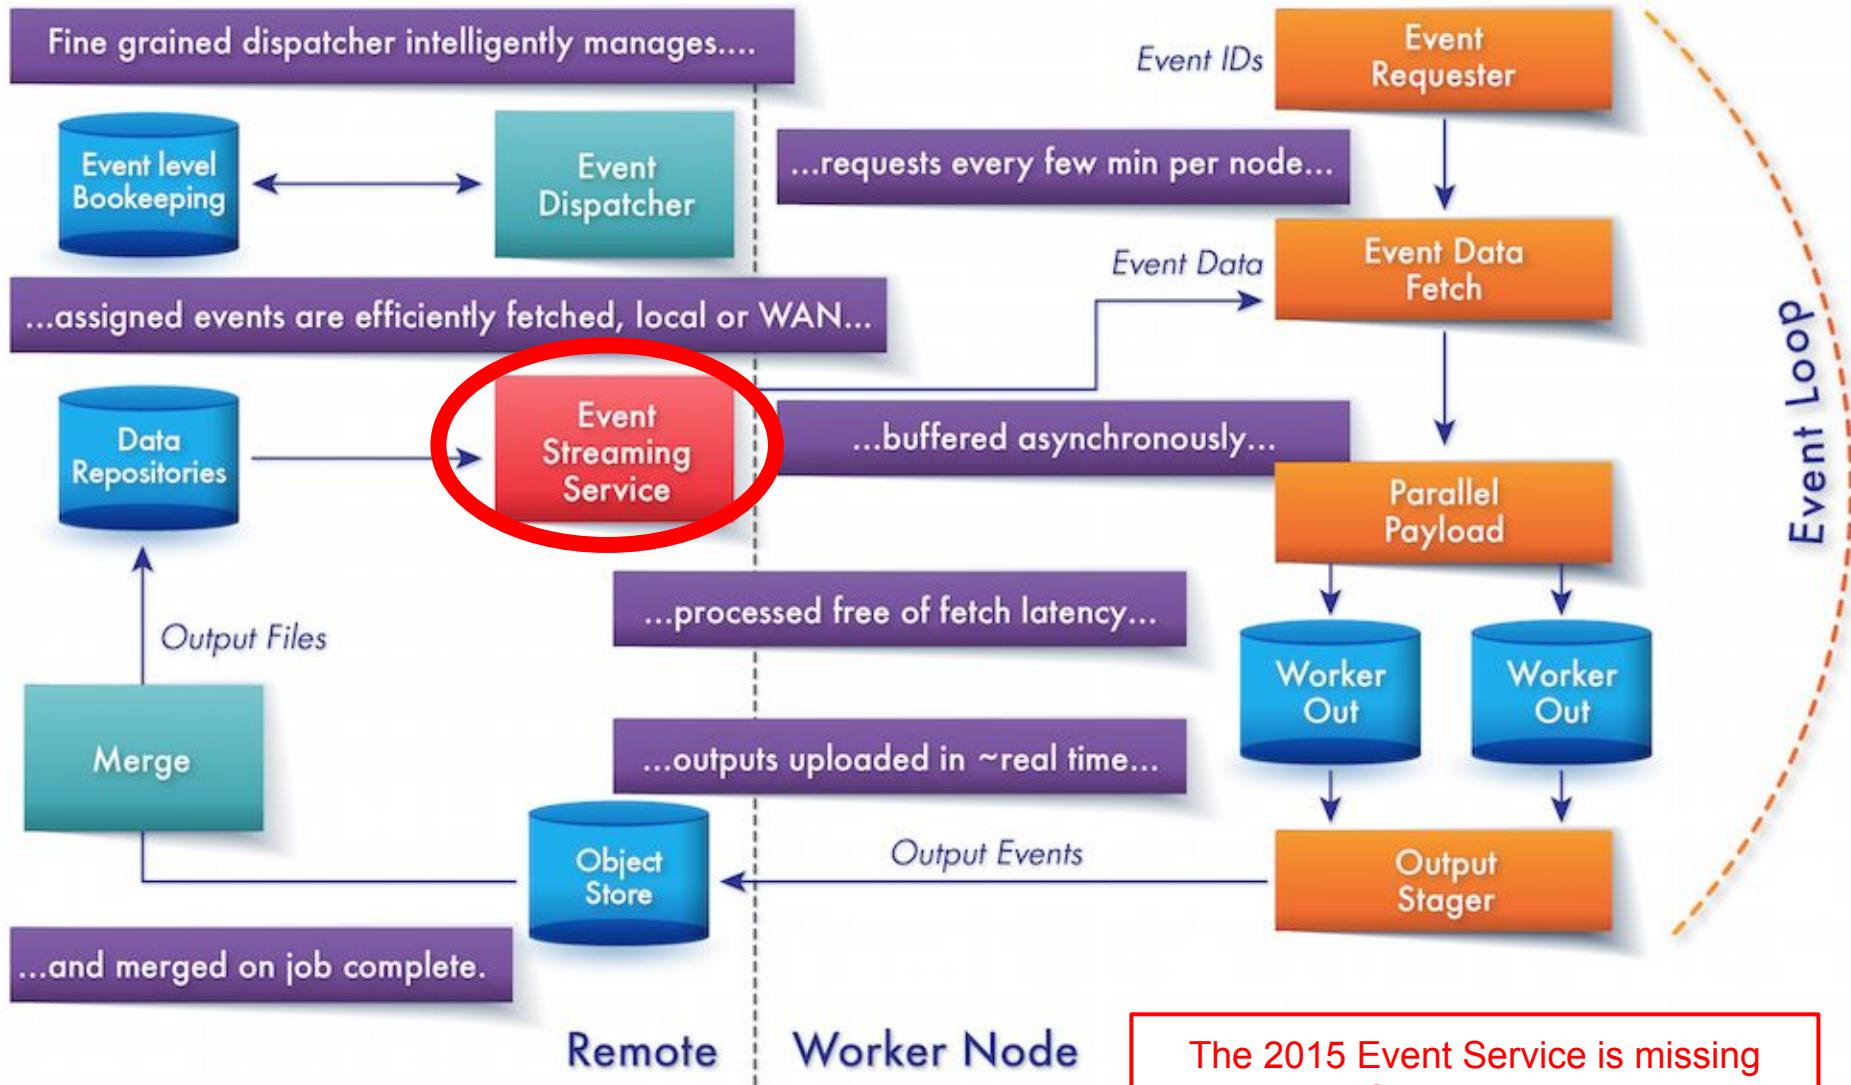 Fine grained dispatcher intelligently manages....
Event IDs
Event
Requester
Event level
Bookeeping
Event
Dispatcher
...requests every few min per node...
Event Data
Event Data
Fetch
...assigned events are efficiently fetched, local or WAN...
Data
Repositories
Event
Streaming
Service
...buffered asynchronously...
Parallel
Payload
Event Loop
...processed free of fetch latency...
Output Files
Worker
Out
Worker
Out
Merge
...outputs uploaded in ~real time...
Object
Store
Output Events
Output
Stager
...and merged on job complete.
Remote
Worker Node
The 2015 Event Service is missing